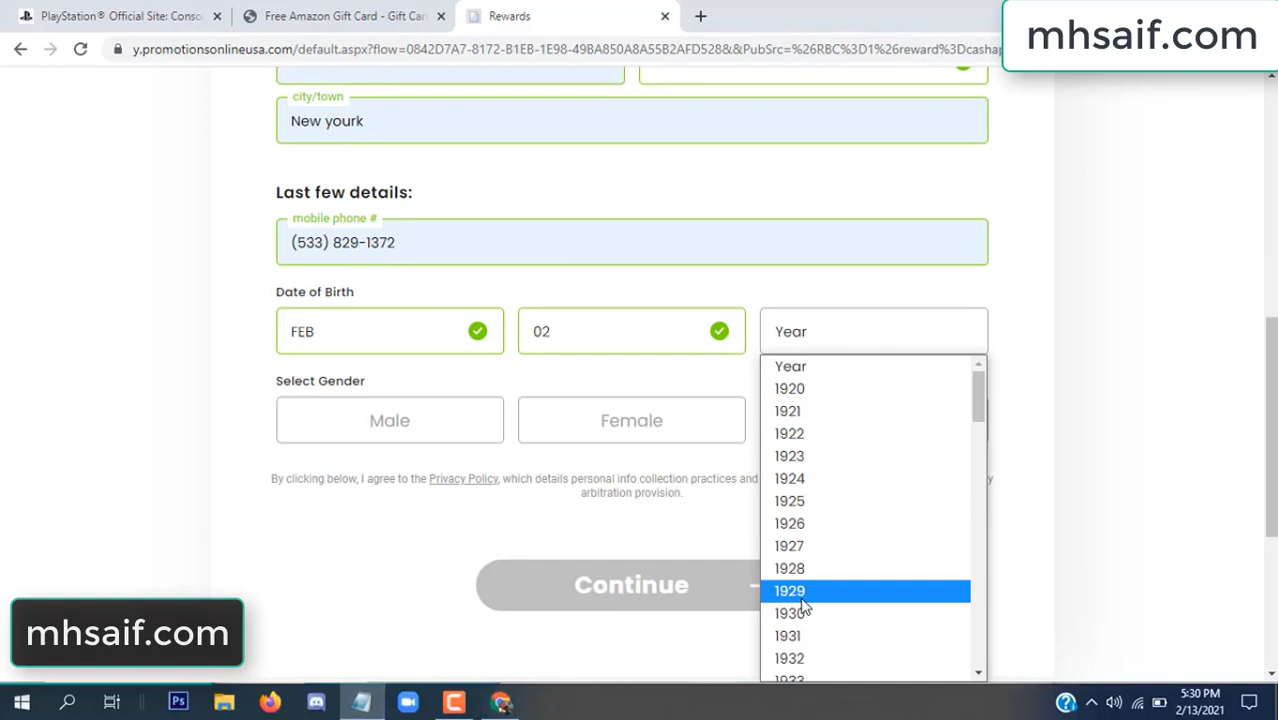 PlayStation® Official Site: Conso
Free Amazon Gift Card - Gift Car
Rewards
mhsaif.com
y.promotionsonlineusa.com/default.aspx?flow=0842D7A7-8172-B1EB-1E98-49BA850A8A55B2AFD528&&PubSrc=%26RBC%3D1%26reward%3Dcashap
city/town
New yourk
Last few details:
mobile phone #
(533) 829-1372
Date of Birth
FEB
02
Year
Year
1920
1921
1922
1923
1924
1925
1926
1927
1928
1929
1930
1931
1932
1933
Select Gender
Male
Female
By clicking below, I agree to the Privacy Policy, which details personal info collection practices and
arbitration provision.
Continue
mhsaif.com
Ps
5:30 PM
2/13/2021